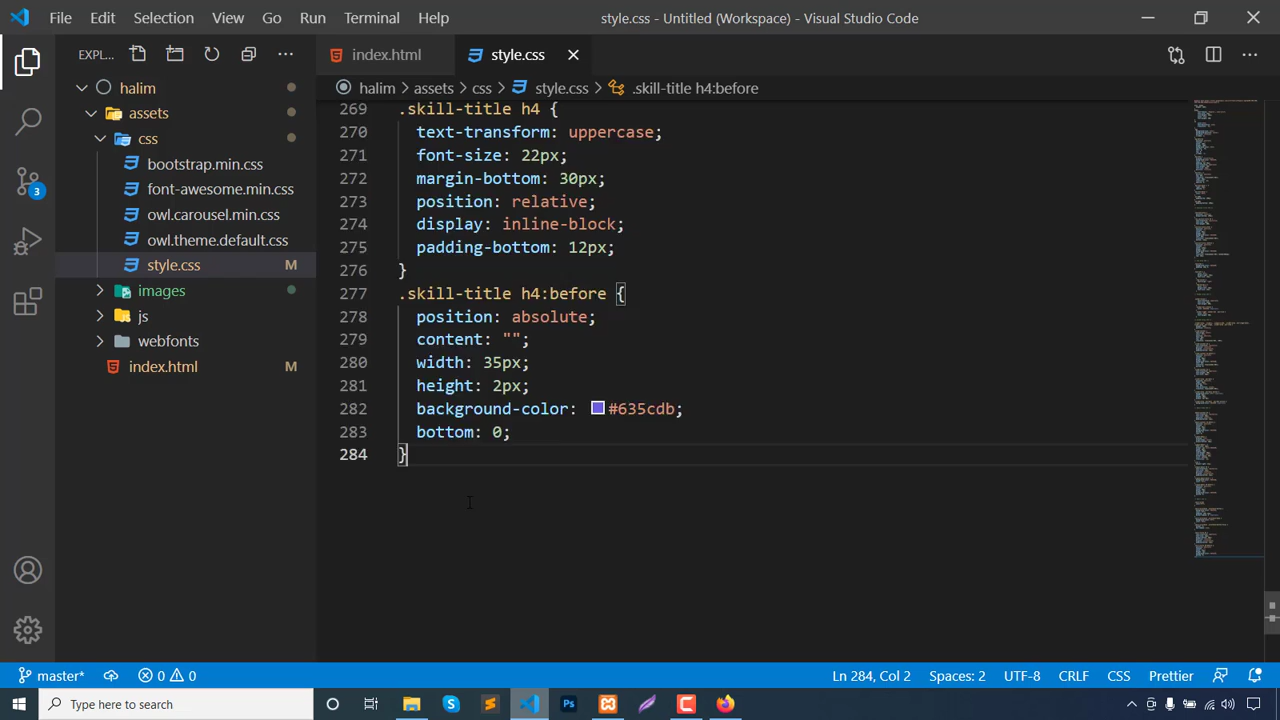 File Edit Selection View Go Run Terminal Help
style.css - Untitled (Workspace) - Visual Studio Code
EXPL...
halim
assets
css
bootstrap.min.css
font-awesome.min.css
owl.carousel.min.css
owl.theme.default.css
style.css M
images
js
webfonts
index.html M
3
index.html style.css
halim > assets > css > style.css > .skill-title h4:before
269 .skill-title h4 {
270 text-transform: uppercase;
271 font-size: 22px;
272 margin-bottom: 30px;
273 position: relative;
274 display: inline-block;
275 padding-bottom: 12px;
276 }
277 .skill-title h4:before {
278 position: absolute;
279 content: "";
280 width: 35px;
281 height: 2px;
282 background-color: #635cdb;
283 bottom: 0;
284 }
master* 0 0 Ln 284, Col 2 Spaces: 2 UTF-8 CRLF CSS Prettier
Type here to search